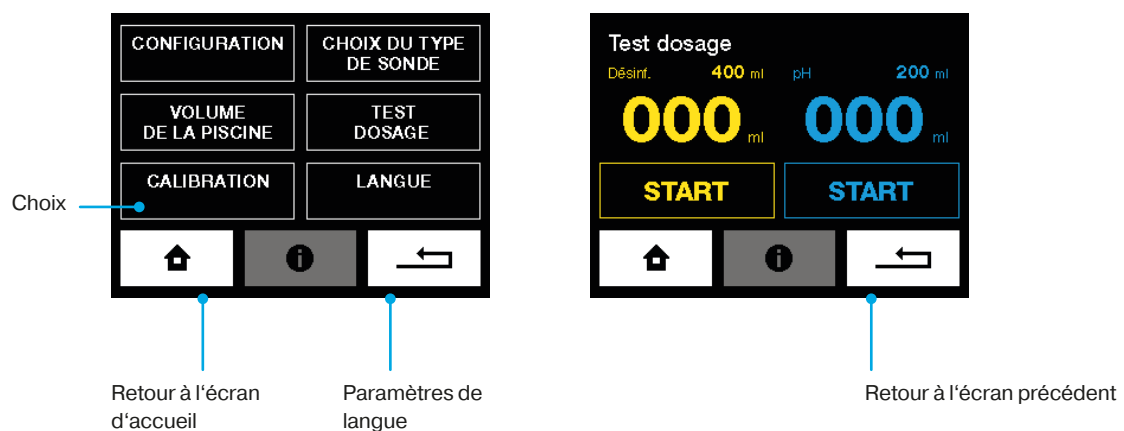 CONFIGURATION
CHOIX DU TYPE
DE SONDE
VOLUME
DE LA PISCINE
TEST
DOSAGE
CALIBRATION
LANGUE
Choix
Retour à l‘écran
d‘accueil
Paramètres de
langue
Test dosage
Désinf. 400 ml pH 200 ml
000 ml 000 ml
START START
Retour à l‘écran précédent